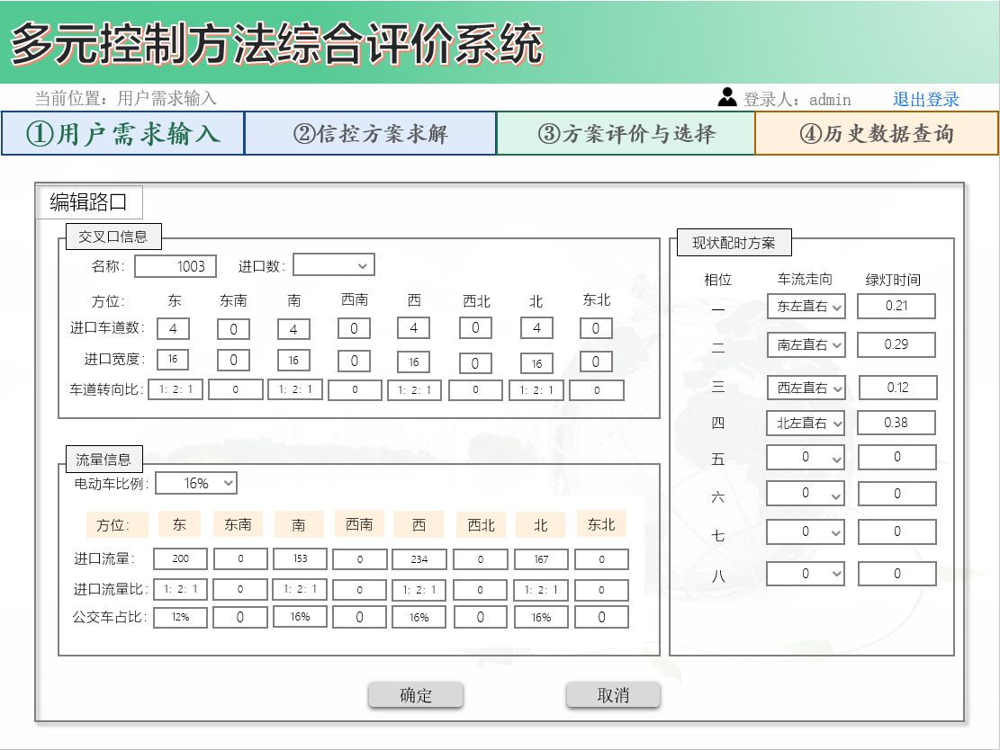 多元控制方法综合评价系统
当前位置：用户需求输入 登录人：admin 退出登录
①用户需求输入 ②信控方案求解 ③方案评价与选择 ④历史数据查询
编辑路口
交叉口信息
名称： 1003 进口数：
方位： 东 东南 南 西南 西 西北 北 东北
进口车道数： 4 0 4 0 4 0 4 0
进口宽度： 16 0 16 0 16 0 16 0
车道转向比： 1：2：1 0 1：2：1 0 1：2：1 0 1：2：1 0
流量信息
电动车比例： 16%
方位： 东 东南 南 西南 西 西北 北 东北
进口流量： 200 0 153 0 234 0 167 0
进口流量比： 1：2：1 0 1：2：1 0 1：2：1 0 1：2：1 0
公交车占比： 12% 0 16% 0 16% 0 16% 0
现状配时方案
相位 车流走向 绿灯时间
一 东左直右 0.21
二 南左直右 0.29
三 西左直右 0.12
四 北左直右 0.38
五 0 0
六 0 0
七 0 0
八 0 0
确定 取消